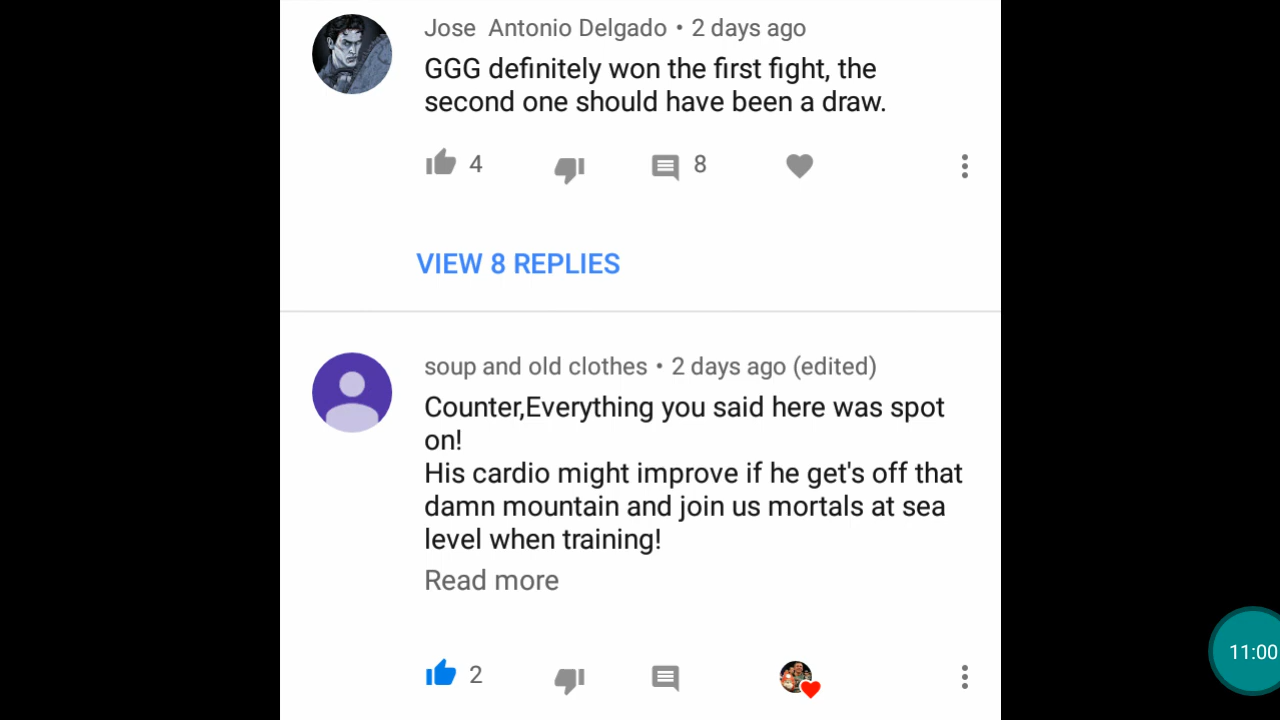 Jose Antonio Delgado • 2 days ago
GGG definitely won the first fight, the
second one should have been a draw.
4
8
VIEW 8 REPLIES
soup and old clothes • 2 days ago (edited)
Counter,Everything you said here was spot
on!
His cardio might improve if he get's off that
damn mountain and join us mortals at sea
level when training!
Read more
2
11:00